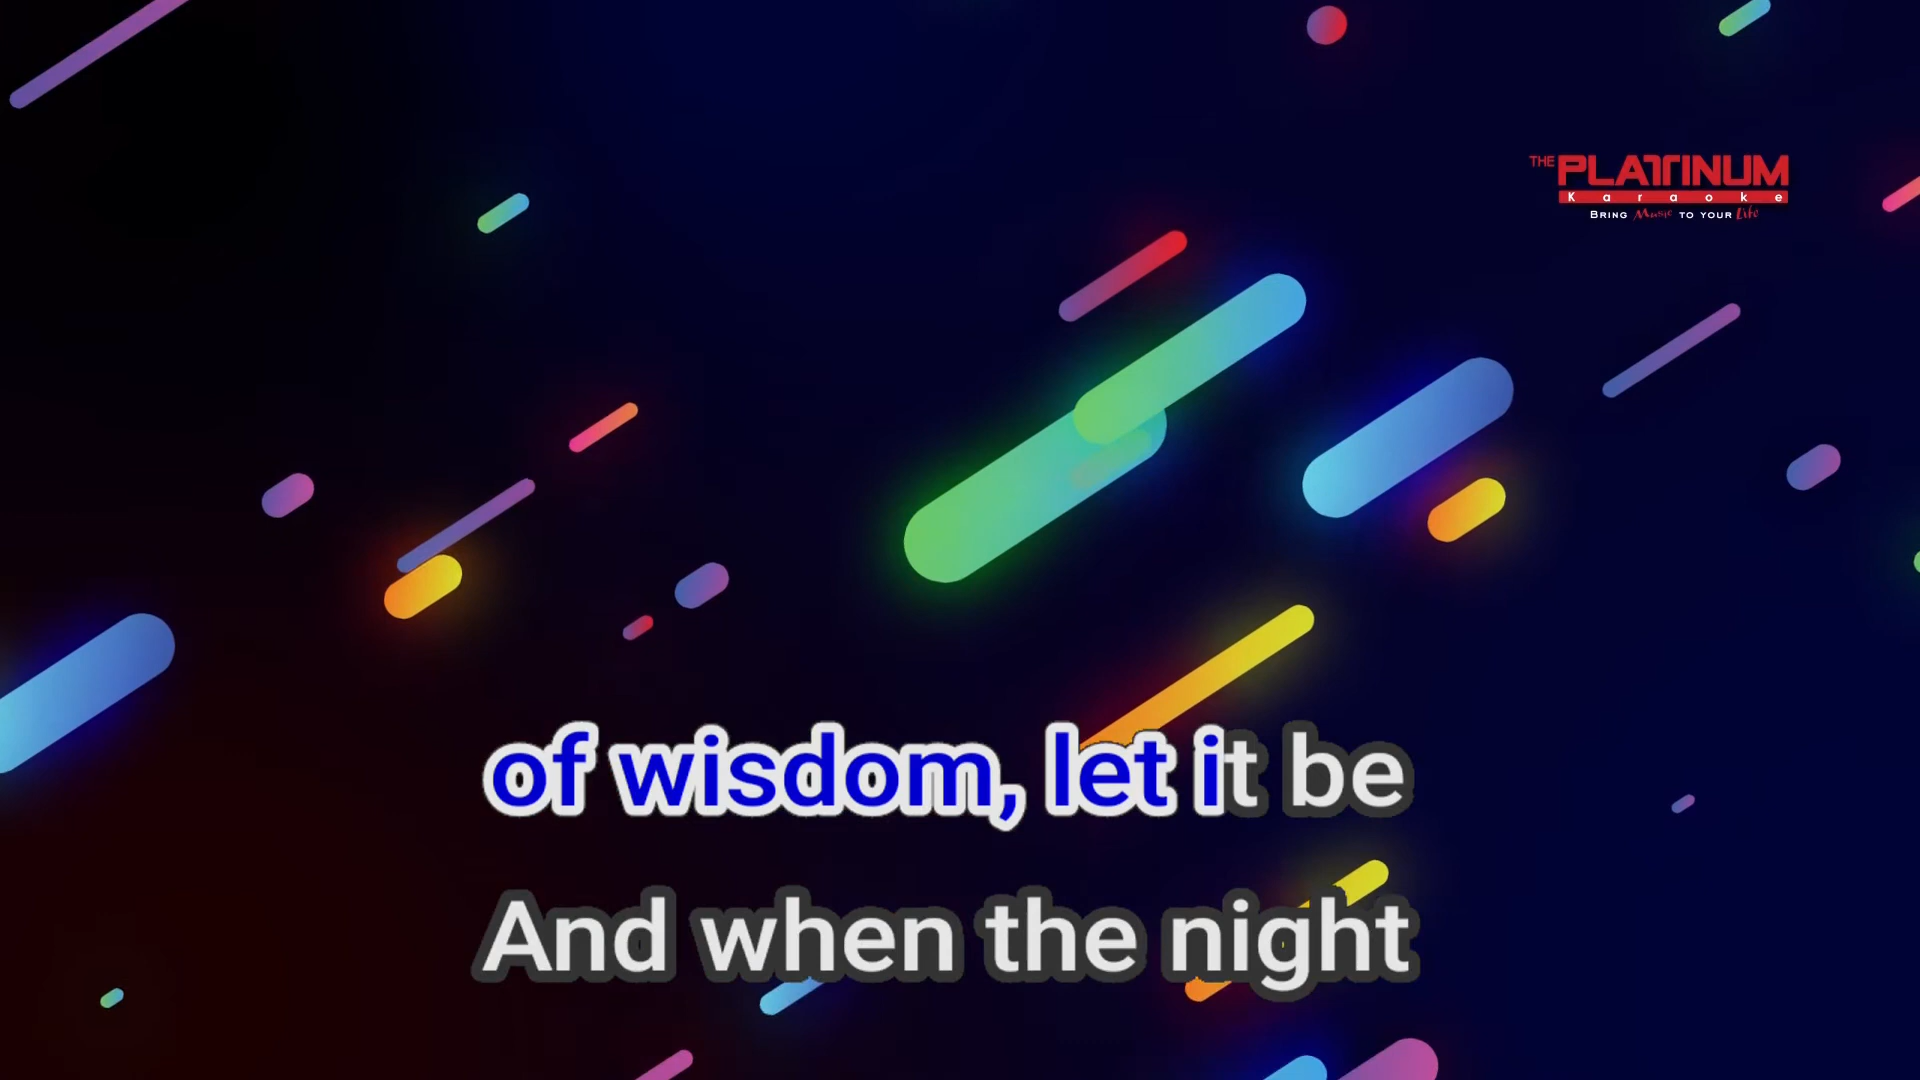 THE PLATINUM
Karaoke
BRING Music TO YOUR Life
of wisdom, let it be
And when the night